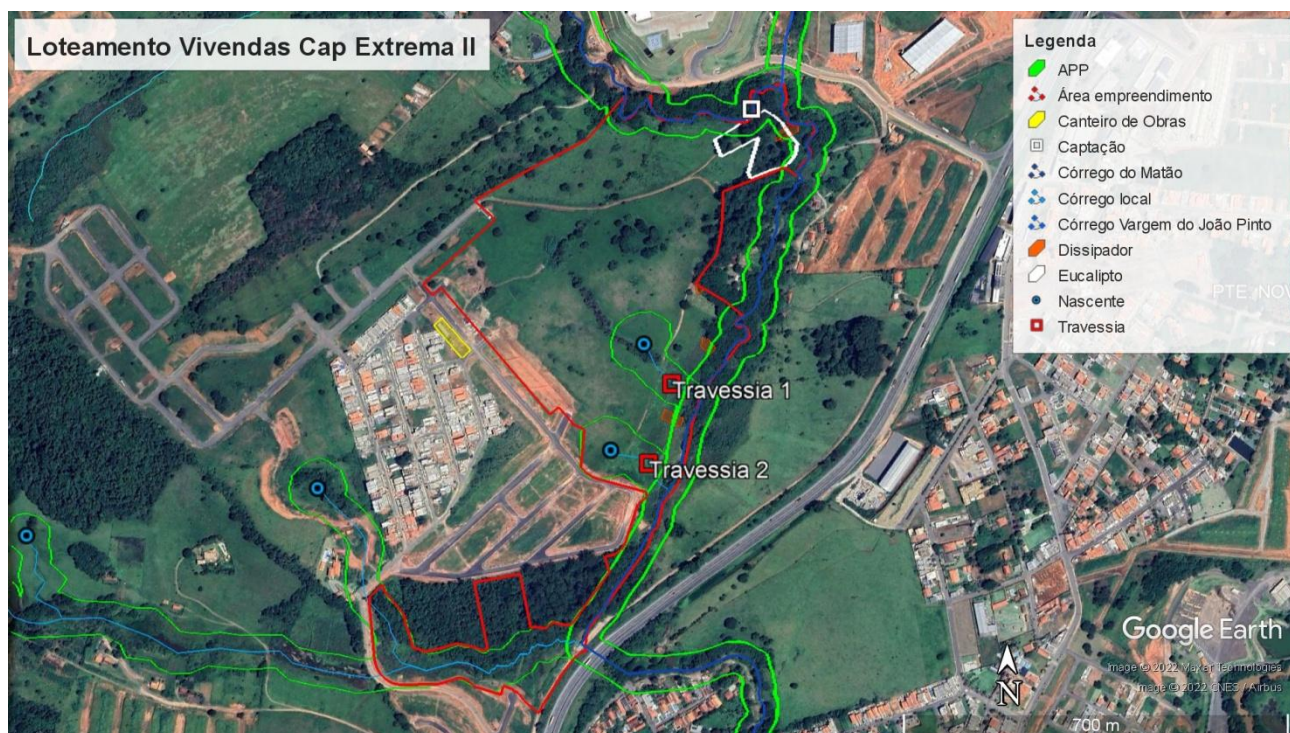 Loteamento Vivendas Cap Extrema II
Legenda
APP
Área empreendimento
Canteiro de Obras
Captação
Córrego do Matão
Córrego local
Córrego Vargem do João Pinto
Dissipador
Eucalipto
Nascente
Travessia
PTE. NOV
Travessia 1
Travessia 2
Google Earth
Image © 2022 Maxar Technologies
Image © 2022 CNES / Airbus
N
700 m